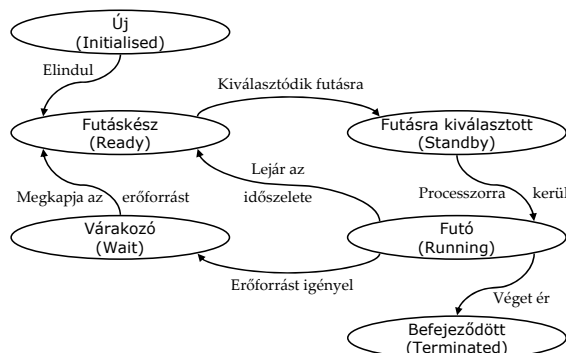 Új
(Initialised)
Elindul
Kiválasztódik futásra
Futáskész
(Ready)
Futásra kiválasztott
(Standby)
Lejár az
időszelete
Megkapja az erőforrást
Processzorra kerül
Várakozó
(Wait)
Futó
(Running)
Erőforrást igényel
Véget ér
Befejeződött
(Terminated)